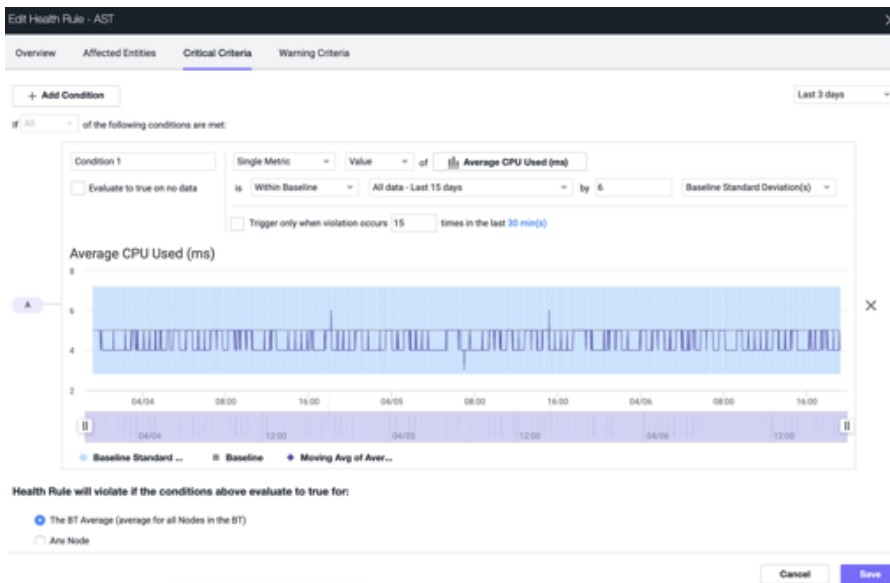 Edit Health Rule - AST
Overview Affected Entities Critical Criteria Warning Criteria
+ Add Condition Last 3 days
If All of the following conditions are met:
Condition 1 Single Metric Value of Average CPU Used (ms)
Evaluate to true on no data is Within Baseline All data - Last 15 days by 6 Baseline Standard Deviation(s)
Trigger only when violation occurs 15 times in the last 30 min(s)
Average CPU Used (ms)
8
A 6
4
2
04/04 08:00 16:00 04/05 08:00 16:00 04/06 08:00 16:00
04/04 12:00 04/05 12:00 04/06 12:00
Baseline Standard ... Baseline Moving Avg of Aver...
Health Rule will violate if the conditions above evaluate to true for:
The BT Average (average for all Nodes in the BT)
Any Node
Cancel Save